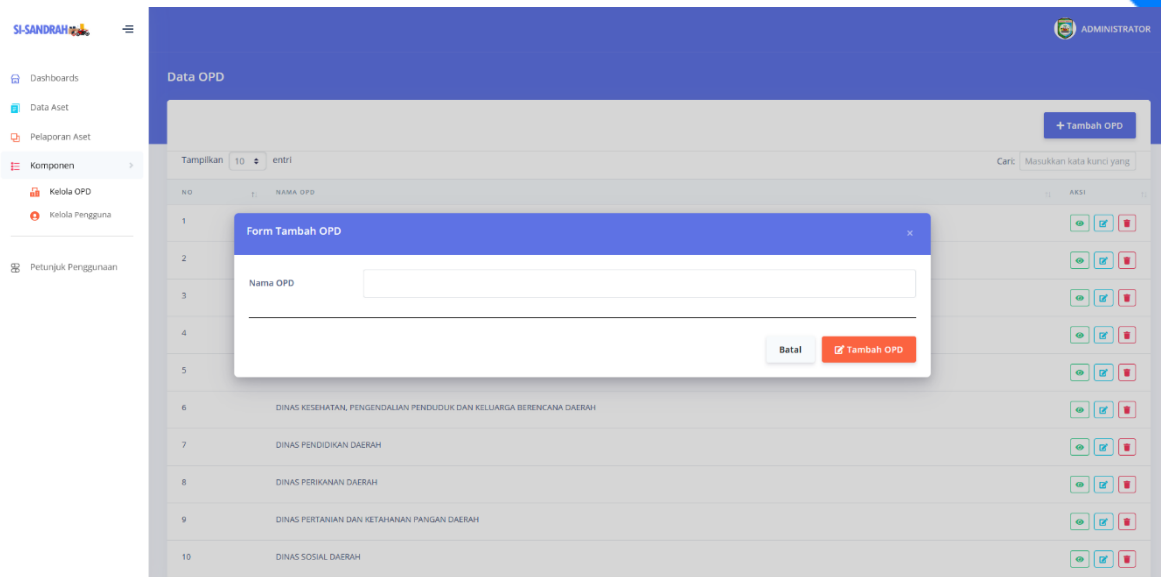 SI-SANDRAH
ADMINISTRATOR
Dashboards
Data Aset
Pelaporan Aset
Komponen
Kelola OPD
Kelola Pengguna
Petunjuk Penggunaan
Data OPD
+ Tambah OPD
Tampilkan 10 entri
Cari: Masukkan kata kunci yang
NO NAMA OPD AKSI
1
2
3
4
5
Form Tambah OPD ×
Nama OPD
Batal Tambah OPD
6 DINAS KESEHATAN, PENGENDALIAN PENDUDUK DAN KELUARGA BERENCANA DAERAH
7 DINAS PENDIDIKAN DAERAH
8 DINAS PERIKANAN DAERAH
9 DINAS PERTANIAN DAN KETAHANAN PANGAN DAERAH
10 DINAS SOSIAL DAERAH